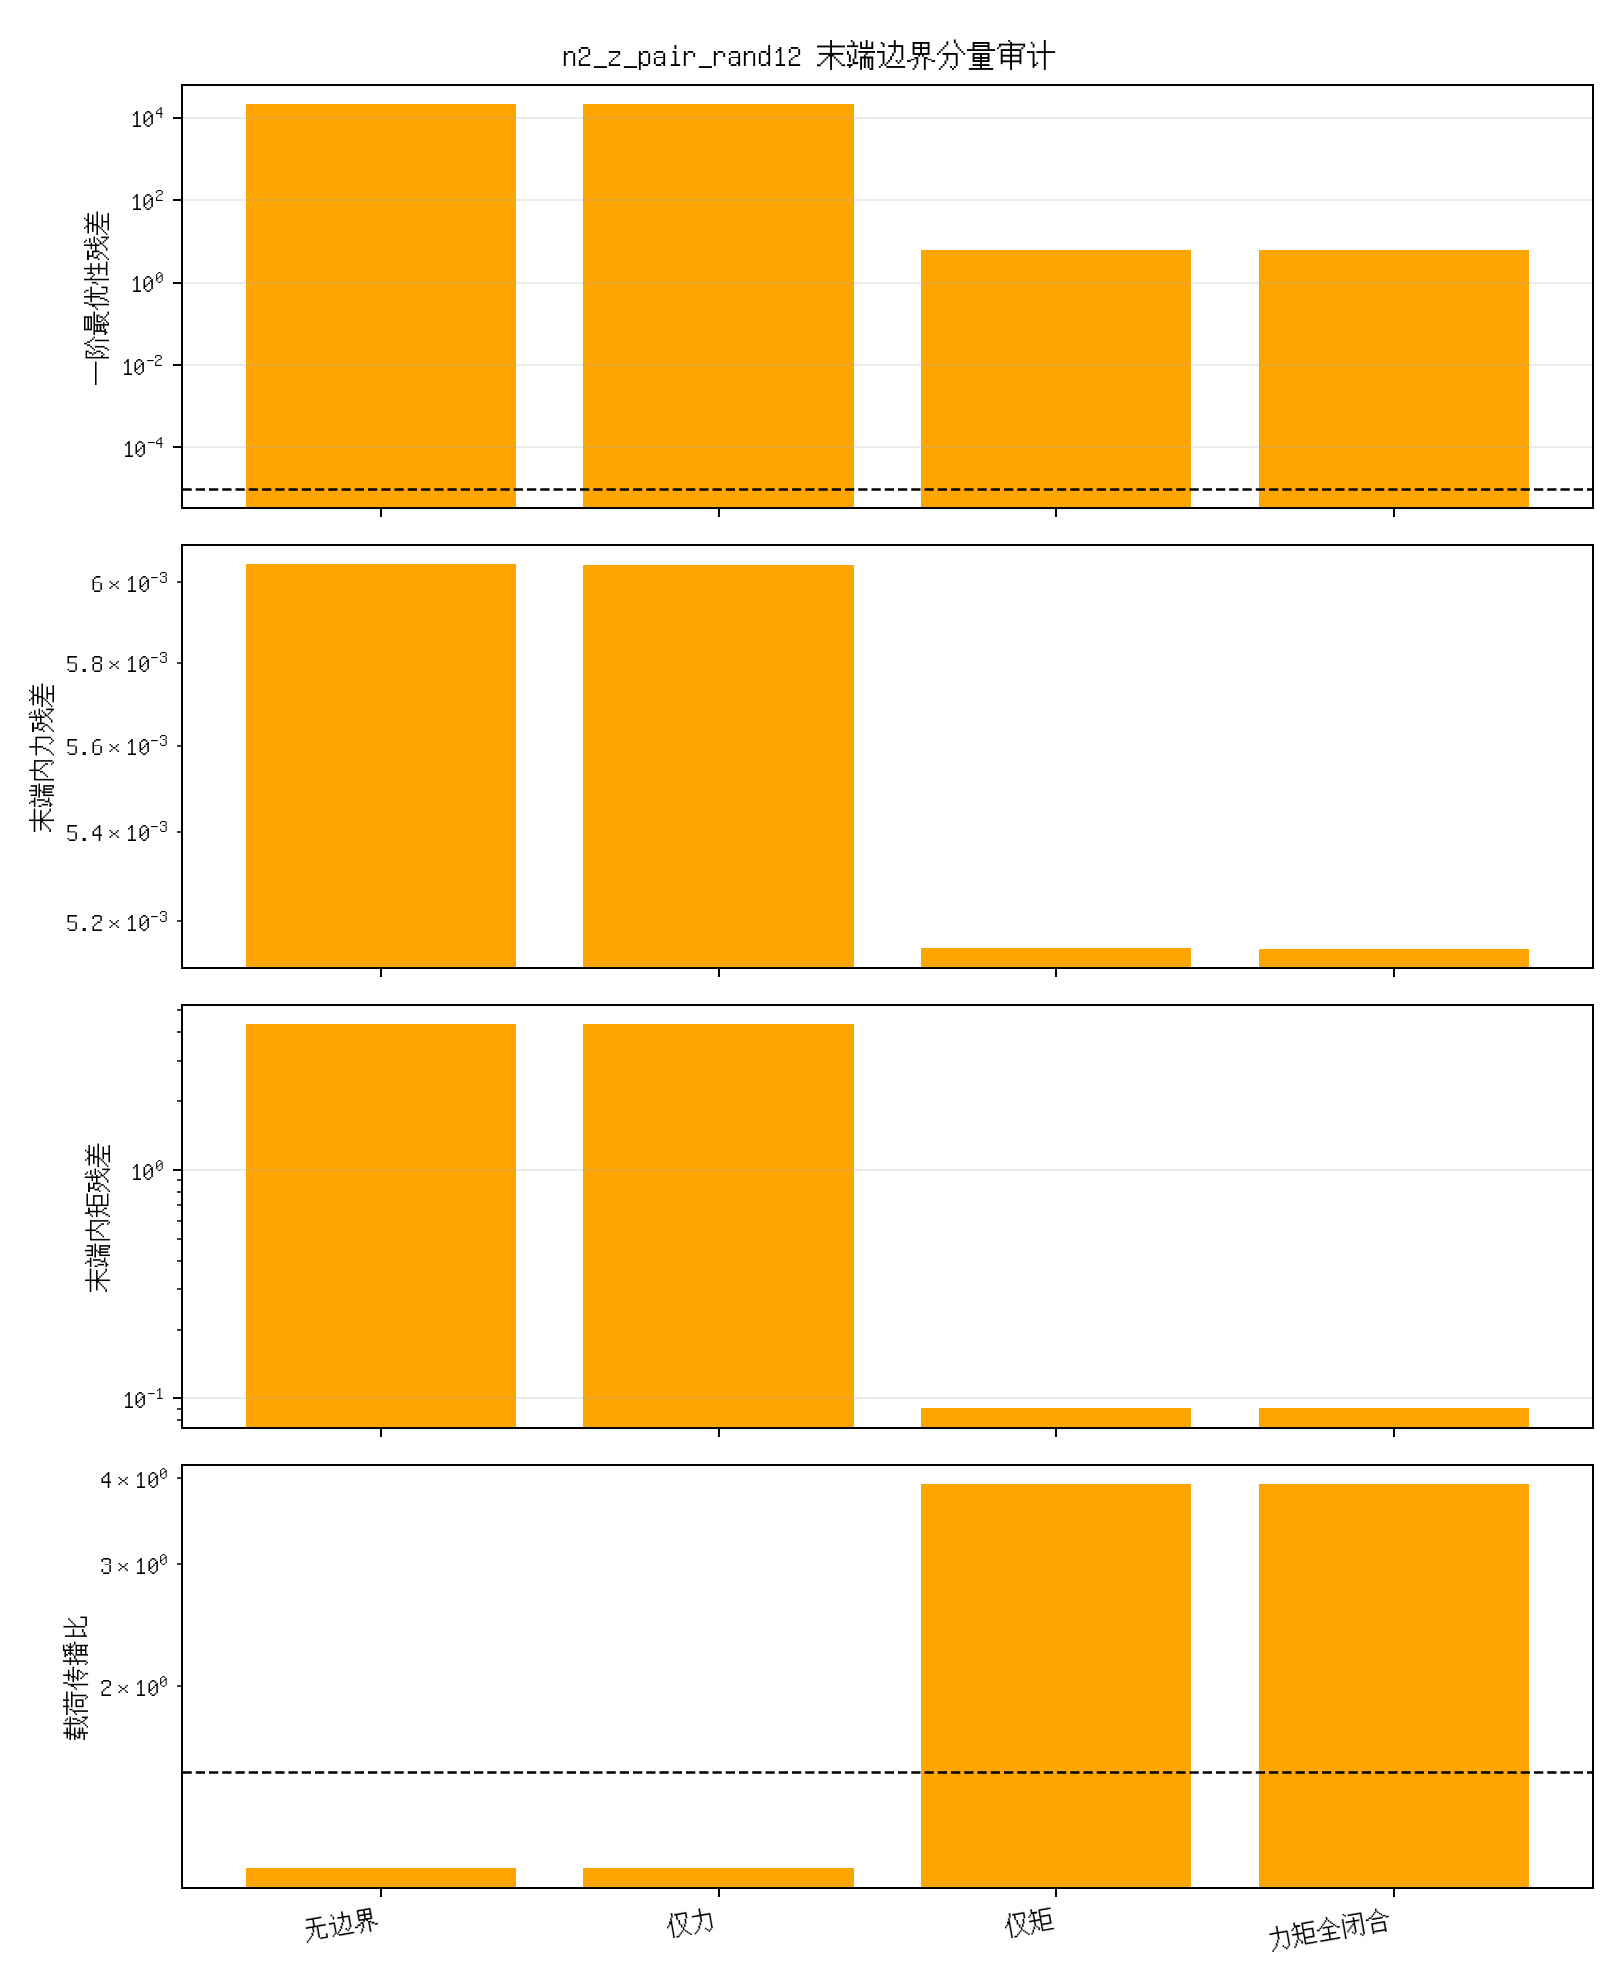 n2_z_pair_rand12 末端边界分量审计
一阶最优性残差
10⁴
10²
10⁰
10⁻²
10⁻⁴
末端内力残差
6×10⁻³
5.8×10⁻³
5.6×10⁻³
5.4×10⁻³
5.2×10⁻³
末端内矩残差
10⁰
10⁻¹
载荷传播比
4×10⁰
3×10⁰
2×10⁰
无边界
仅力
仅矩
力矩全闭合